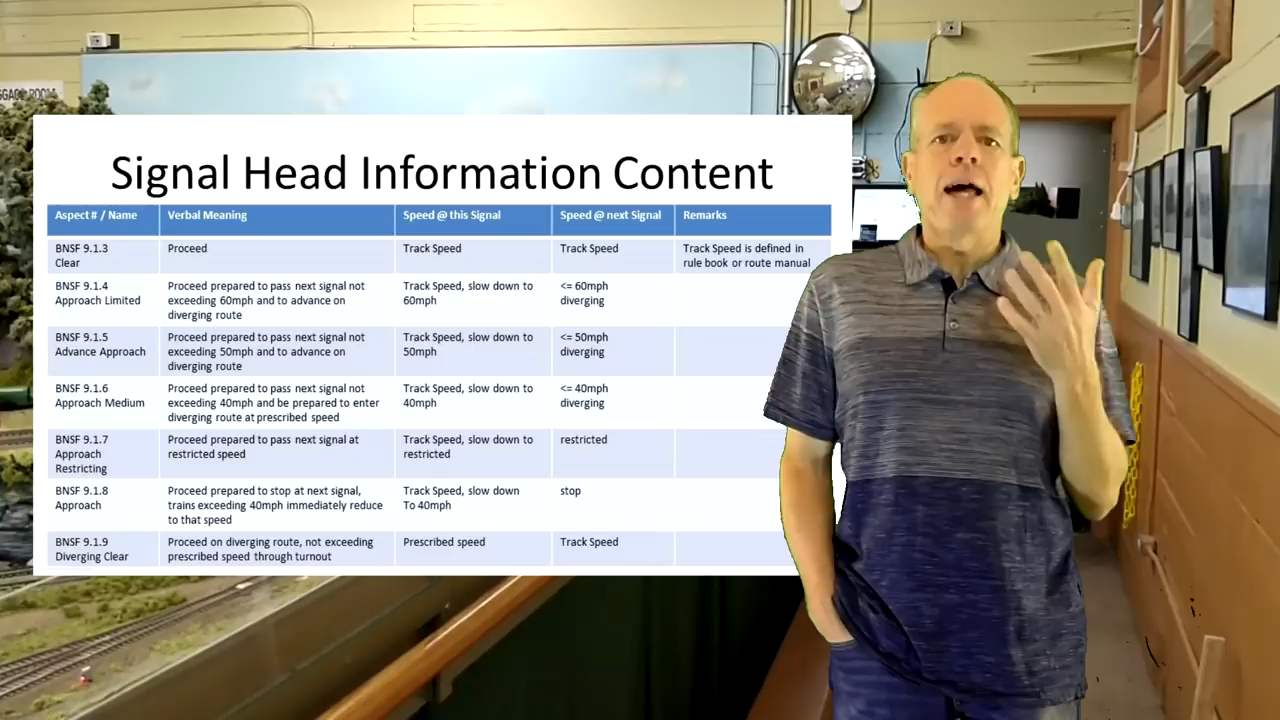 GGAGE ROOM
Signal Head Information Content
Aspect # / Name Verbal Meaning Speed @ this Signal Speed @ next Signal Remarks
BNSF 9.1.3
Clear
Proceed
Track Speed
Track Speed
Track Speed is defined in
rule book or route manual
BNSF 9.1.4
Approach Limited
Proceed prepared to pass next signal not
exceeding 60mph and to advance on
diverging route
Track Speed, slow down to
60mph
<= 60mph
diverging
BNSF 9.1.5
Advance Approach
Proceed prepared to pass next signal not
exceeding 50mph and to advance on
diverging route
Track Speed, slow down to
50mph
<= 50mph
diverging
BNSF 9.1.6
Approach Medium
Proceed prepared to pass next signal not
exceeding 40mph and be prepared to enter
diverging route at prescribed speed
Track Speed, slow down to
40mph
<= 40mph
diverging
BNSF 9.1.7
Approach
Restricting
Proceed prepared to pass next signal at
restricted speed
Track Speed, slow down to
restricted
restricted
BNSF 9.1.8
Approach
Proceed prepared to stop at next signal,
trains exceeding 40mph immediately reduce
to that speed
Track Speed, slow down
To 40mph
stop
BNSF 9.1.9
Diverging Clear
Proceed on diverging route, not exceeding
prescribed speed through turnout
Prescribed speed
Track Speed